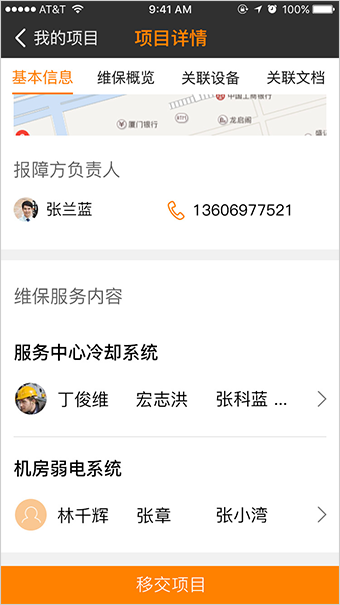 AT&T 9:41 AM 100%
我的项目 项目详情
基本信息 维保概览 关联设备 关联文档
中国工商银行
厦门银行 BTR1 龙启阁
报障方负责人
张兰蓝 13606977521
维保服务内容
服务中心冷却系统
丁俊维 宏志洪 张科蓝 ...
机房弱电系统
林千辉 张章 张小湾
移交项目